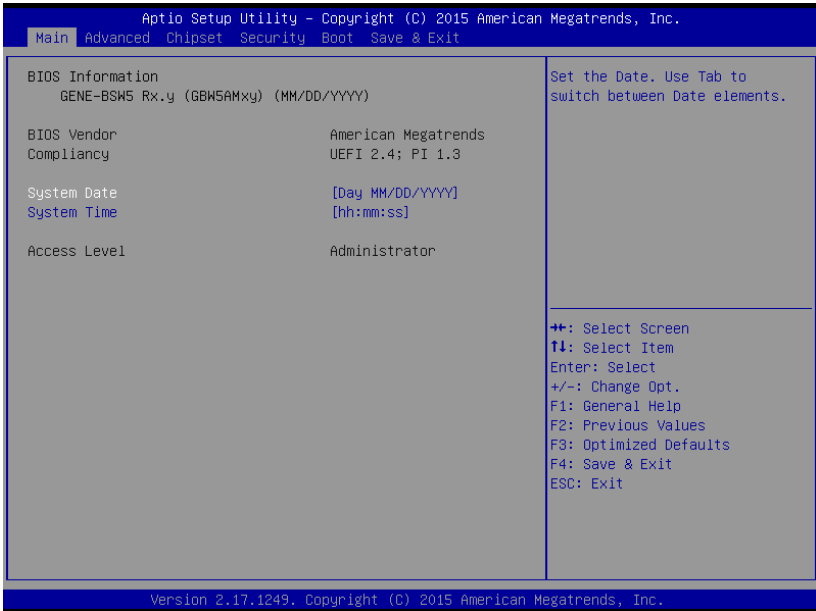 Aptio Setup Utility – Copyright (C) 2015 American Megatrends, Inc.
Main Advanced Chipset Security Boot Save & Exit
BIOS Information
GENE-BSW5 Rx.y (GBW5AMxy) (MM/DD/YYYY)
BIOS Vendor American Megatrends
Compliancy UEFI 2.4; PI 1.3
System Date [Day MM/DD/YYYY]
System Time [hh:mm:ss]
Access Level Administrator
Set the Date. Use Tab to
switch between Date elements.
→←: Select Screen
↑↓: Select Item
Enter: Select
+/-: Change Opt.
F1: General Help
F2: Previous Values
F3: Optimized Defaults
F4: Save & Exit
ESC: Exit
Version 2.17.1249. Copyright (C) 2015 American Megatrends, Inc.